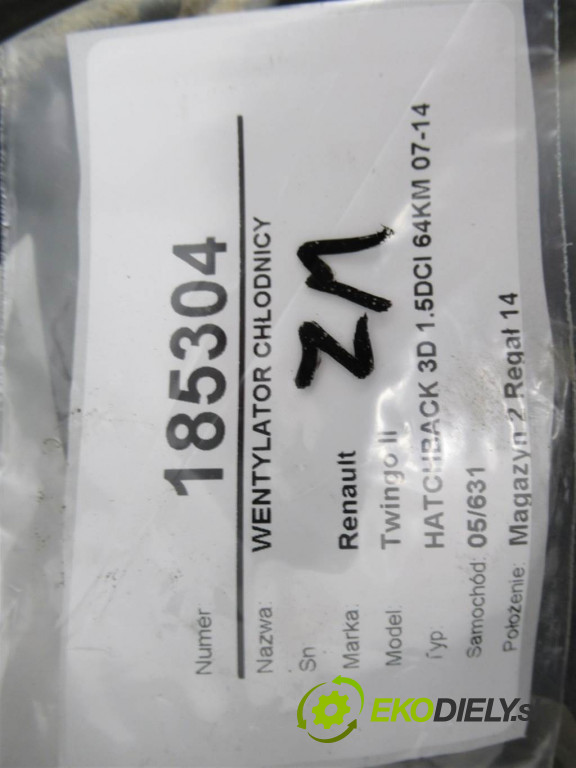 Numer 185304
Nazwa: WENTYLATOR CHŁODNICY
Sn
ZM
Marka: Renault
Model: Twingo II
Typ: HATCHBACK 3D 1.5DCI 64KM 07-14
Samochód: 05/631
Położenie: Magazyn 2 Regał 14
EKODIELY.s